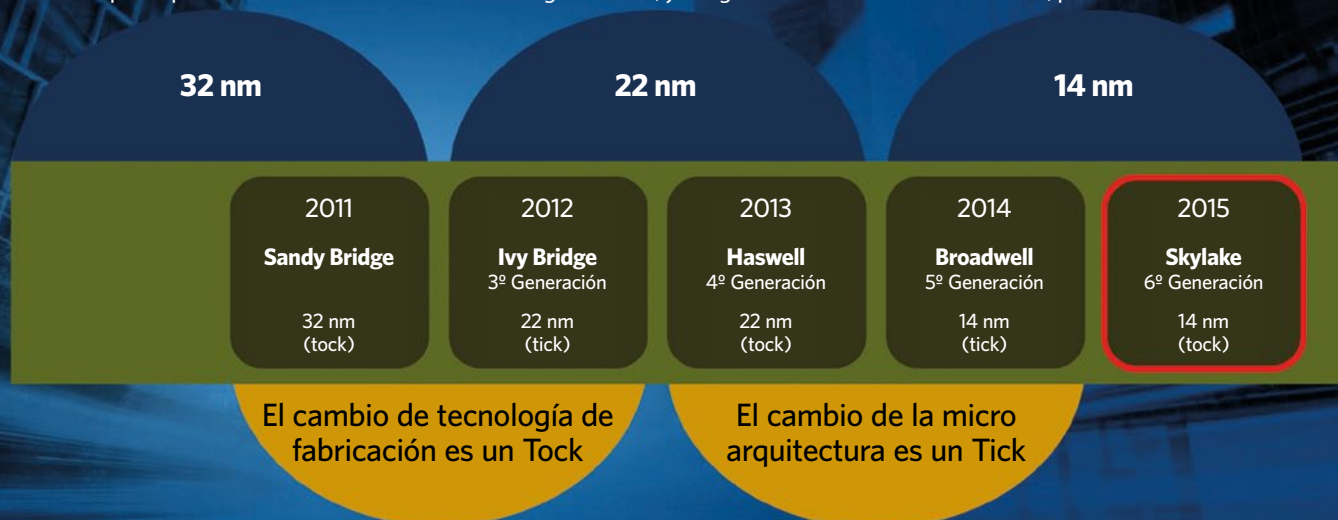 32 nm
22 nm
14 nm
2011
Sandy Bridge
32 nm
(tock)
2012
Ivy Bridge
3º Generación
22 nm
(tick)
2013
Haswell
4º Generación
22 nm
(tock)
2014
Broadwell
5º Generación
14 nm
(tick)
2015
Skylake
6º Generación
14 nm
(tock)
El cambio de tecnología de
fabricación es un Tock
El cambio de la micro
arquitectura es un Tick